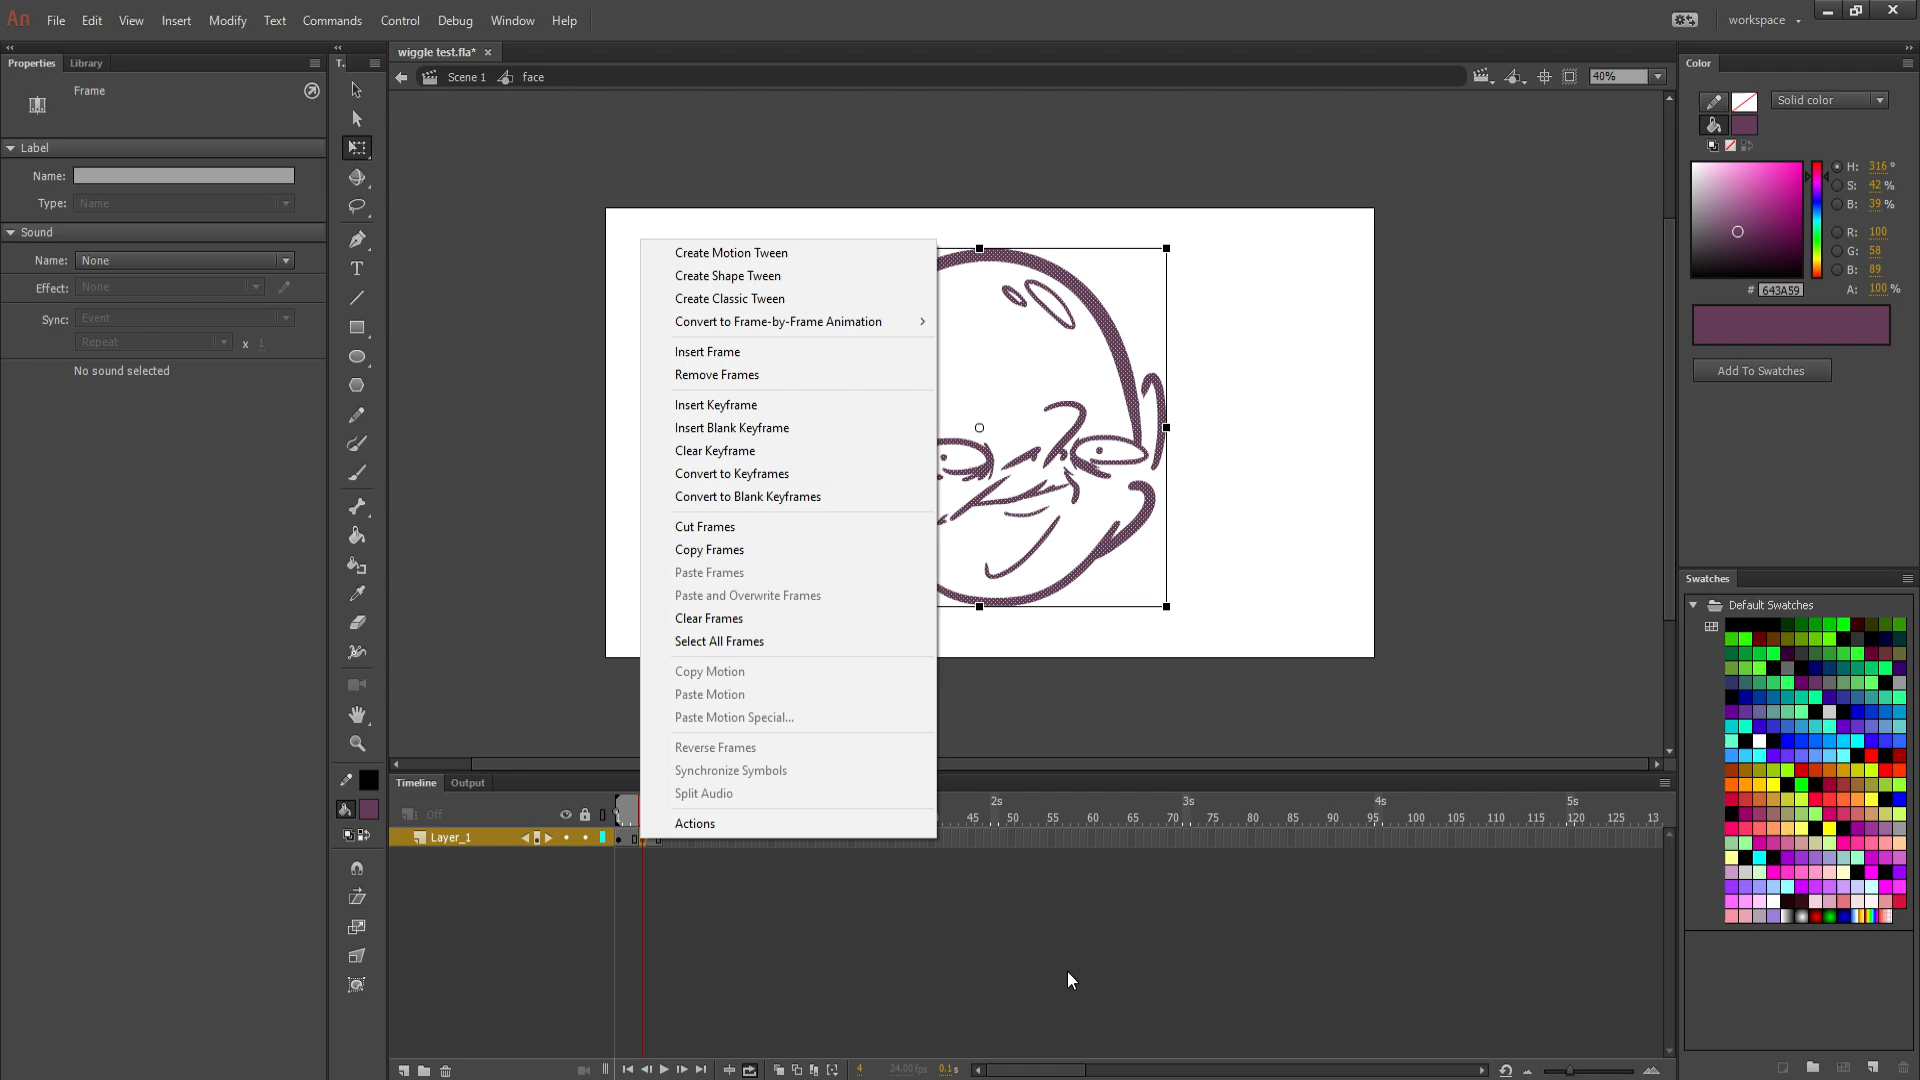 An File Edit View Insert Modify Text Commands Control Debug Window Help workspace
Properties Library
T..
wiggle test.fla* ×
Color
Frame
Scene 1 face 40%
Solid color
Label
Name:
Type: Name
Sound
Name: None
Effect: None
Sync: Event
Repeat x 1
No sound selected
H: 316 °
S: 42 %
B: 39 %
R: 100
G: 58
B: 89
# 643A59 A: 100 %
Add To Swatches
Create Motion Tween
Create Shape Tween
Create Classic Tween
Convert to Frame-by-Frame Animation
Insert Frame
Remove Frames
Insert Keyframe
Insert Blank Keyframe
Clear Keyframe
Convert to Keyframes
Convert to Blank Keyframes
Cut Frames
Copy Frames
Paste Frames
Paste and Overwrite Frames
Clear Frames
Select All Frames
Copy Motion
Paste Motion
Paste Motion Special...
Reverse Frames
Synchronize Symbols
Split Audio
Actions
Swatches
Default Swatches
Timeline Output
Off
2s 3s 4s 5s
45 50 55 60 65 70 75 80 85 90 95 100 105 110 115 120 125 13
Layer_1
4 24.00 fps 0.1 s